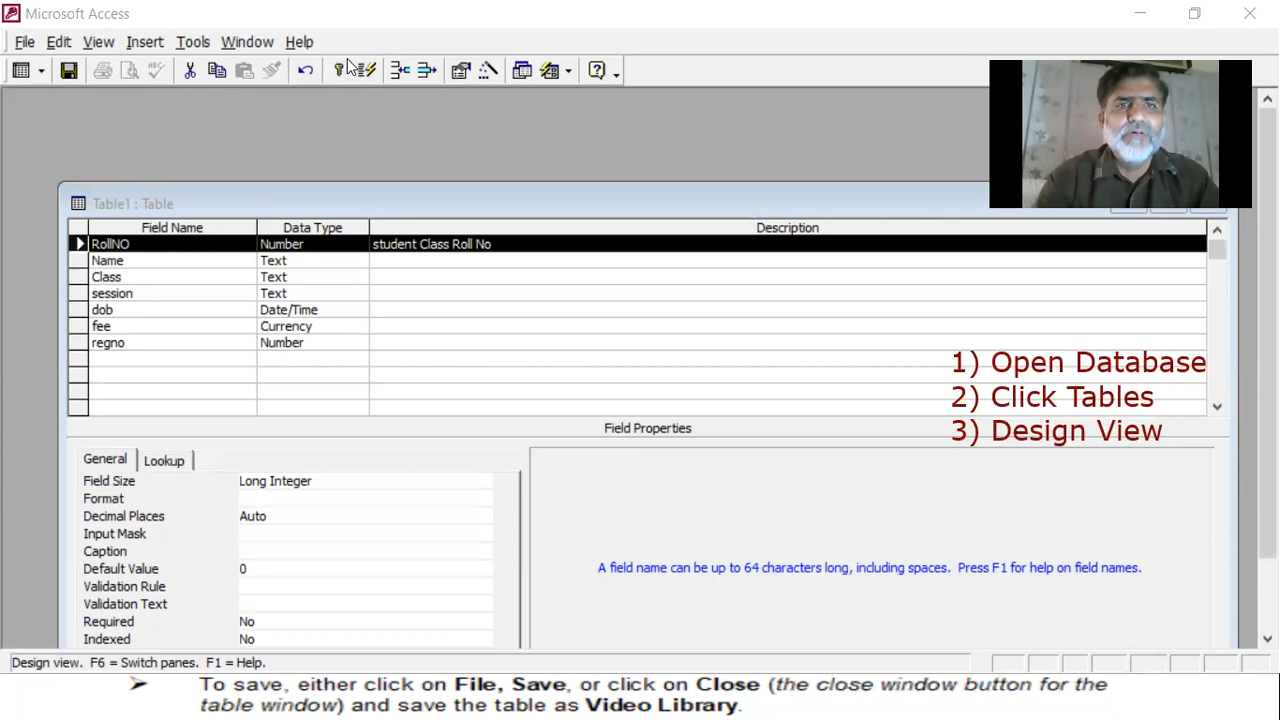 Microsoft Access
File Edit View Insert Tools Window Help
Table1 : Table
Field Name Data Type Description
RollNO Number student Class Roll No
Name Text
Class Text
session Text
dob Date/Time
fee Currency
regno Number
1) Open Database
2) Click Tables
3) Design View
Field Properties
General Lookup
Field Size Long Integer
Format
Decimal Places Auto
Input Mask
Caption
Default Value 0
Validation Rule
Validation Text
Required No
Indexed No
A field name can be up to 64 characters long, including spaces. Press F1 for help on field names.
Design view. F6 = Switch panes. F1 = Help.
➢ To save, either click on File, Save, or click on Close (the close window button for the
table window) and save the table as Video Library.